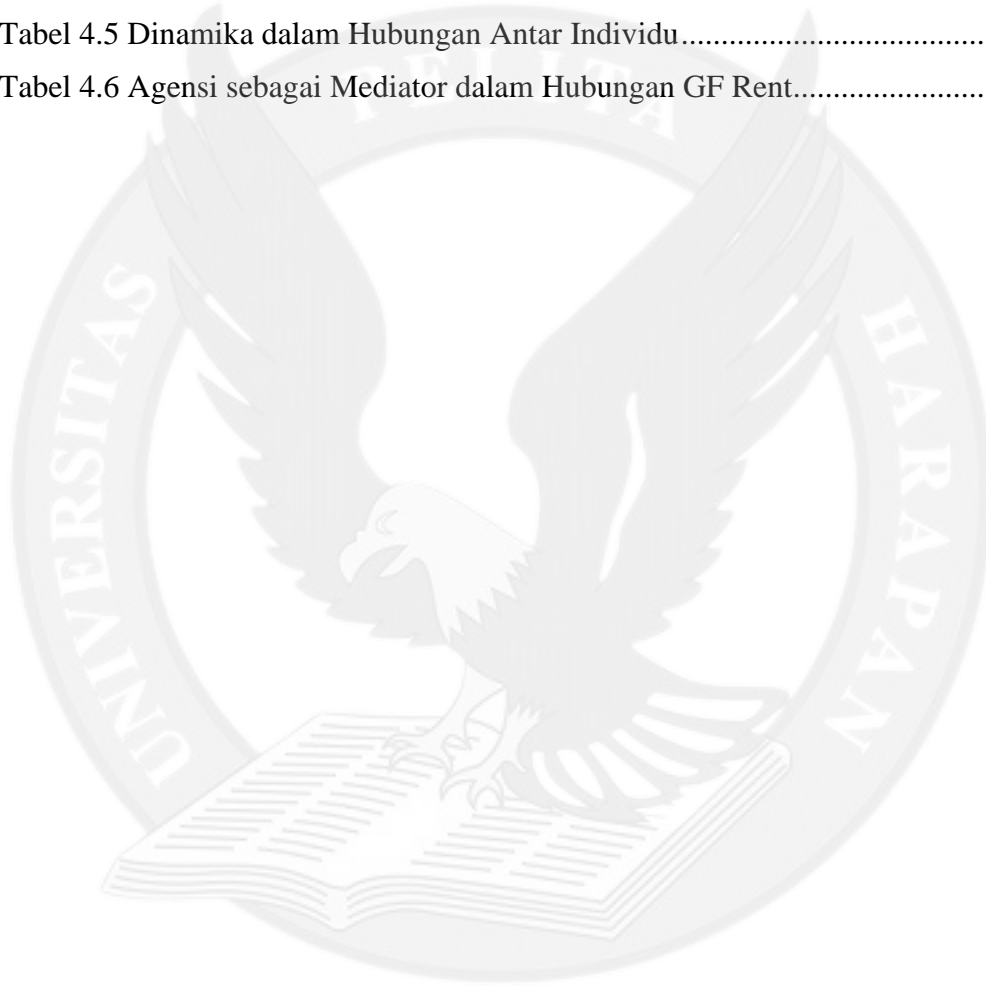 Tabel 4.5 Dinamika dalam Hubungan Antar Individu......................................
Tabel 4.6 Agensi sebagai Mediator dalam Hubungan GF Rent........................
UNIVERSITAS PELITA HARAPAN